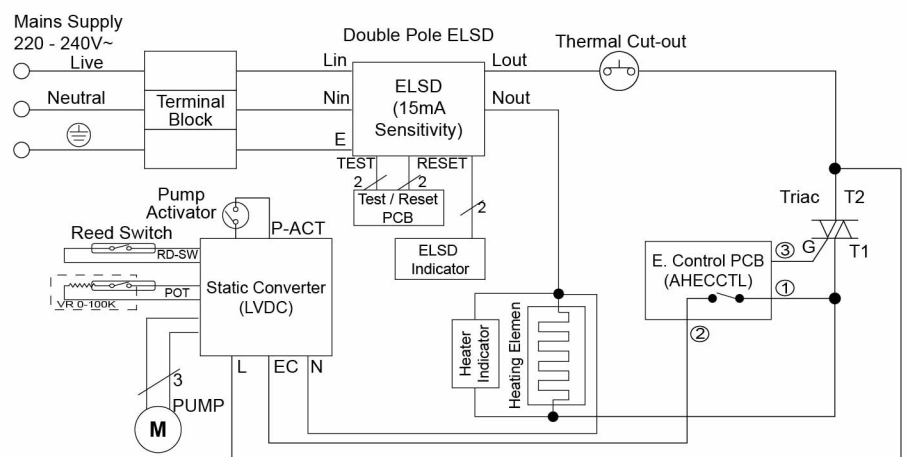 Mains Supply
220 - 240V~
Live
Neutral
Terminal
Block
Double Pole ELSD
Lin
Nin
E
ELSD
(15mA
Sensitivity)
Lout
Nout
Thermal Cut-out
TEST
RESET
2
2
2
Test / Reset
PCB
ELSD
Indicator
Pump
Activator
P-ACT
Reed Switch
RD-SW
POT
VR 0-100K
Static Converter
(LVDC)
L
EC
N
3
PUMP
M
Heater
Indicator
Heating Elemen
Triac
T2
G
T1
E. Control PCB
(AHECCTL)
③
①
②